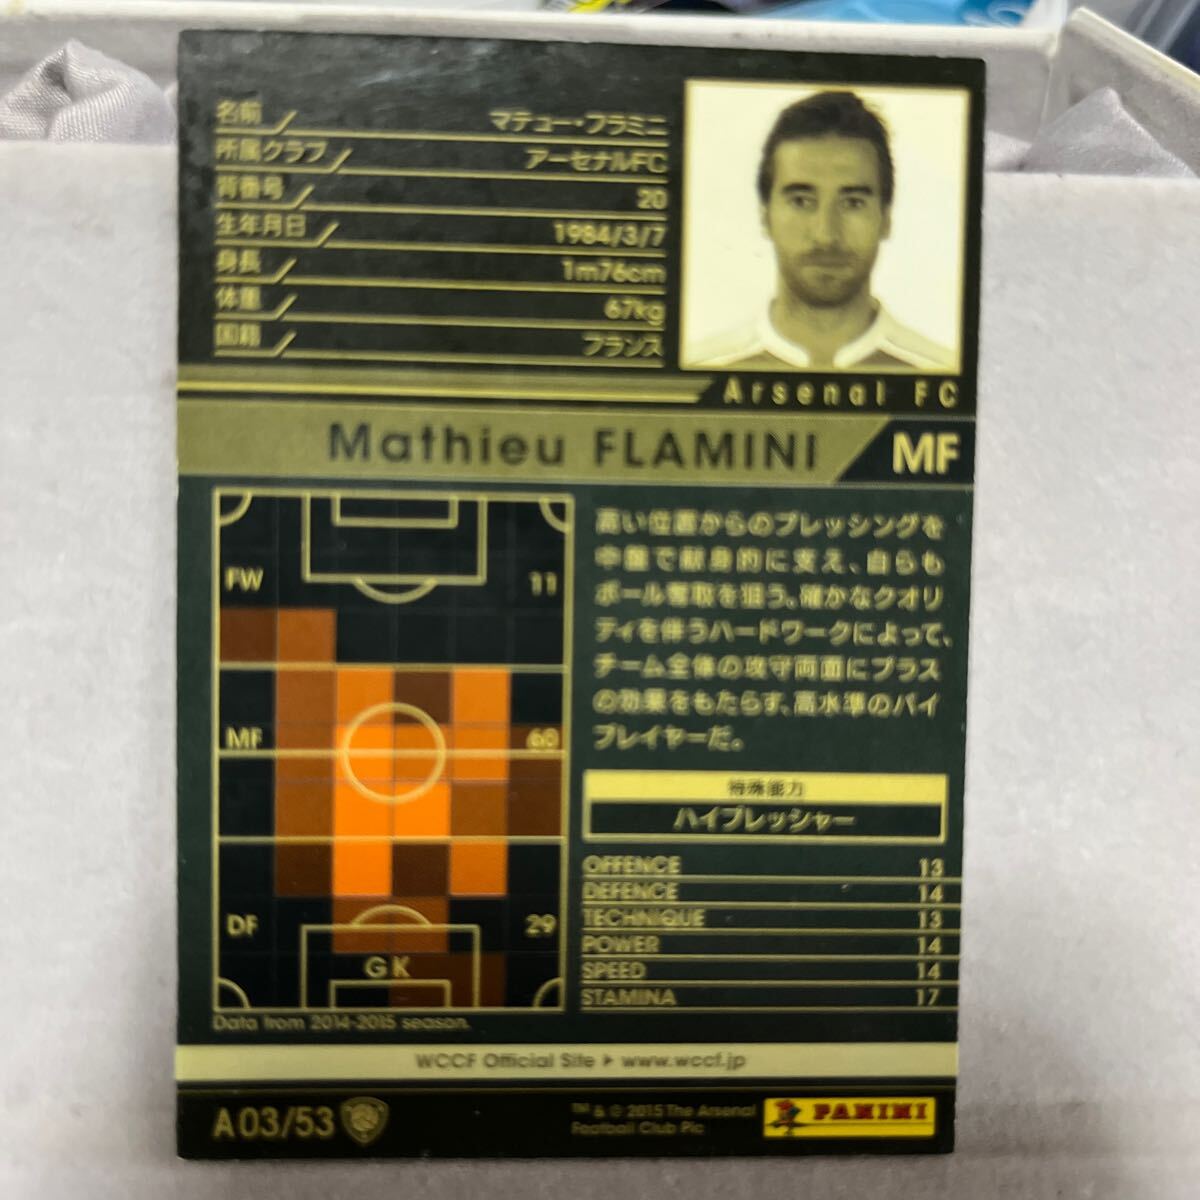 名前 マテュー・フラミニ
所属クラブ アーセナルFC
背番号 20
生年月日 1984/3/7
身長 1m76cm
体重 67kg
国籍 フランス
Arsenal FC
Mathieu FLAMINI MF
FW 11
MF 60
DF 29
GK
Data from 2014-2015 season.
高い位置からのプレッシングを
中盤で献身的に支え、自らも
ボール奪取を狙う。確かなクオリ
ティを伴うハードワークによって、
チーム全体の攻守両面にプラス
の効果をもたらす、高水準のバイ
プレイヤーだ。
特殊能力
ハイプレッシャー
OFFENCE 13
DEFENCE 14
TECHNIQUE 13
POWER 14
SPEED 14
STAMINA 17
WCCF Official Site ▶ www.wccf.jp
A03/53
™ & © 2015 The Arsenal
Football Club Plc
PANINI